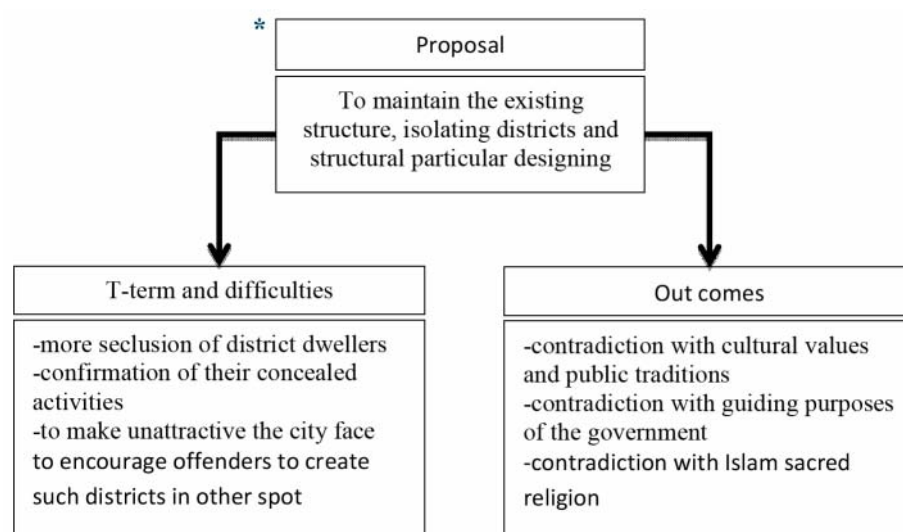 *
Proposal
To maintain the existing
structure, isolating districts and
structural particular designing
T-term and difficulties
-more seclusion of district dwellers
-confirmation of their concealed
activities
-to make unattractive the city face
to encourage offenders to create
such districts in other spot
Out comes
-contradiction with cultural values
and public traditions
-contradiction with guiding purposes
of the government
-contradiction with Islam sacred
religion